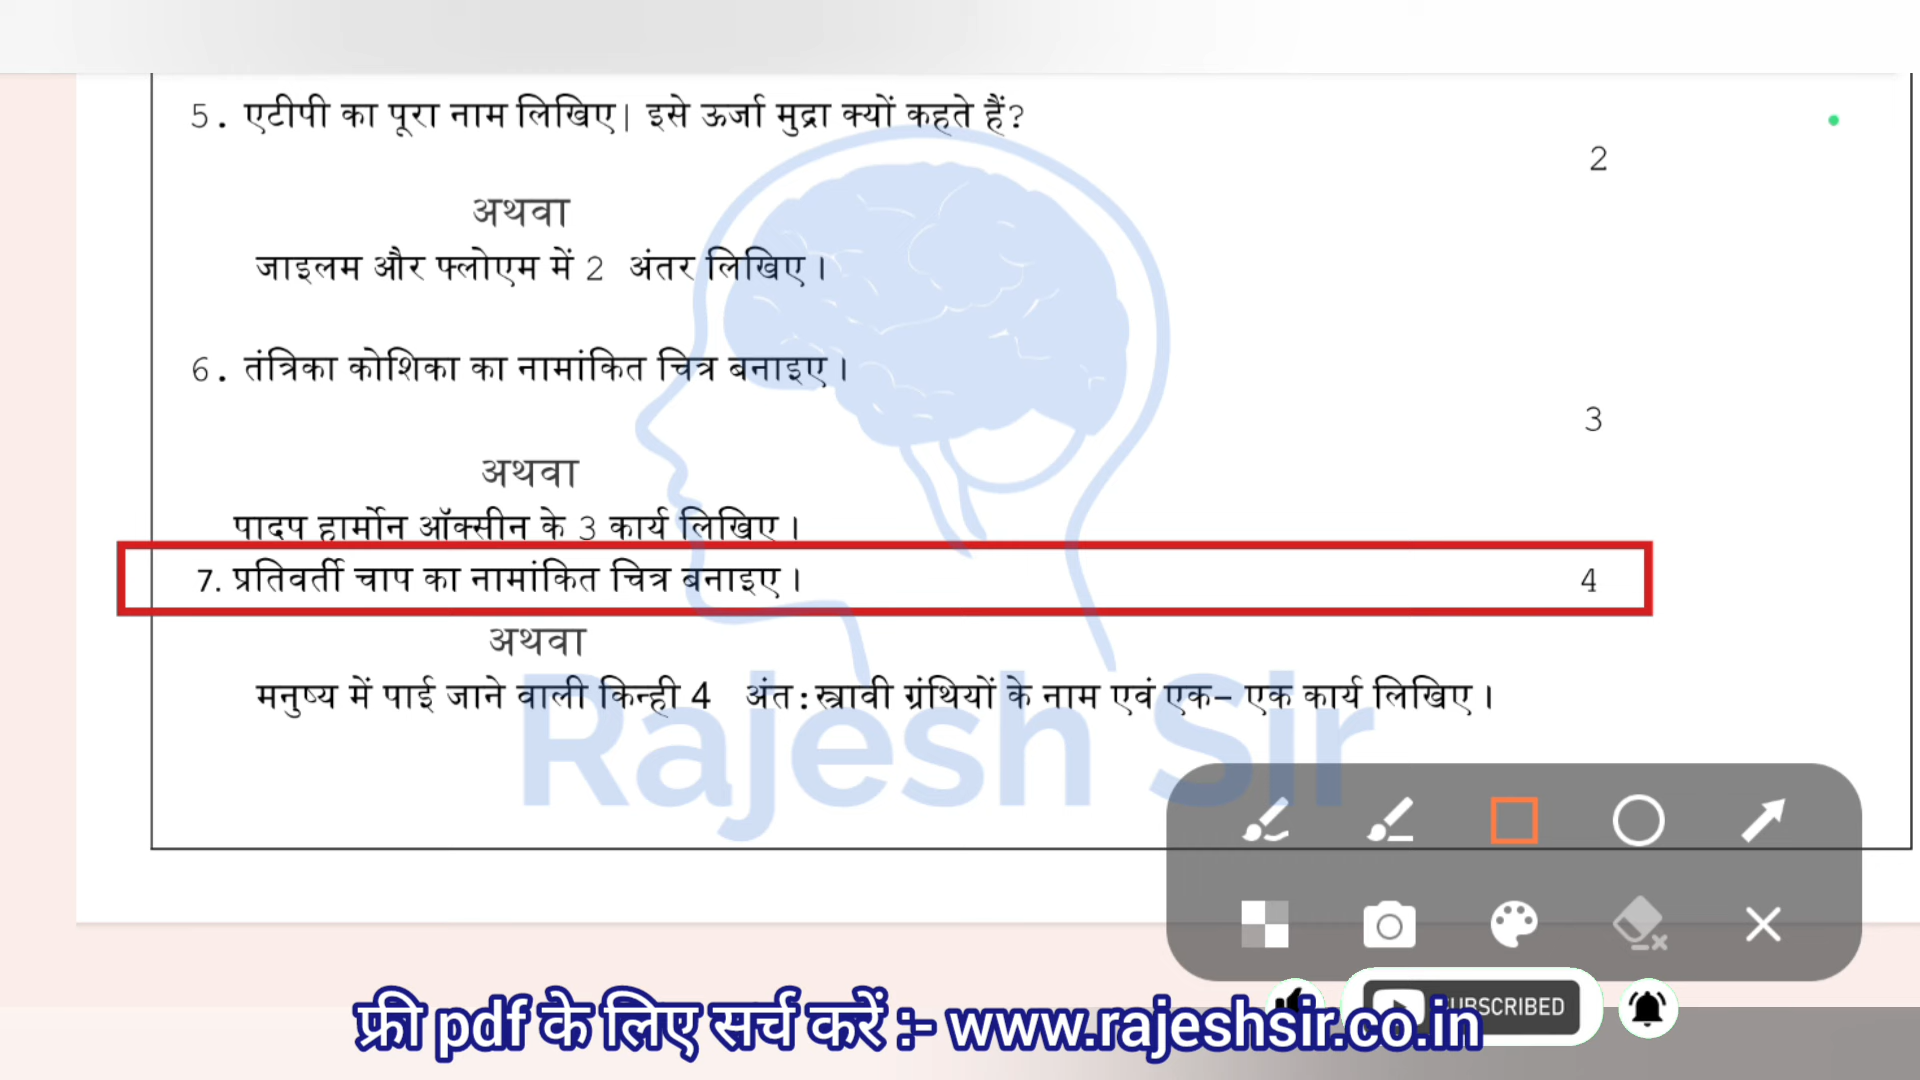 5. एटीपी का पूरा नाम लिखिए| इसे ऊर्जा मुद्रा क्यों कहते हैं?
2
अथवा
जाइलम और फ्लोएम में 2 अंतर लिखिए।
6. तंत्रिका कोशिका का नामांकित चित्र बनाइए।
3
अथवा
पादप हार्मोन ऑक्सीन के 3 कार्य लिखिए।
7. प्रतिवर्ती चाप का नामांकित चित्र बनाइए। 4
अथवा
मनुष्य में पाई जाने वाली किन्ही 4 अंत:स्त्रावी ग्रंथियों के नाम एवं एक– एक कार्य लिखिए।
Rajesh Sir
फ्री pdf के लिए सर्च करें :- www.rajeshsir.co.in